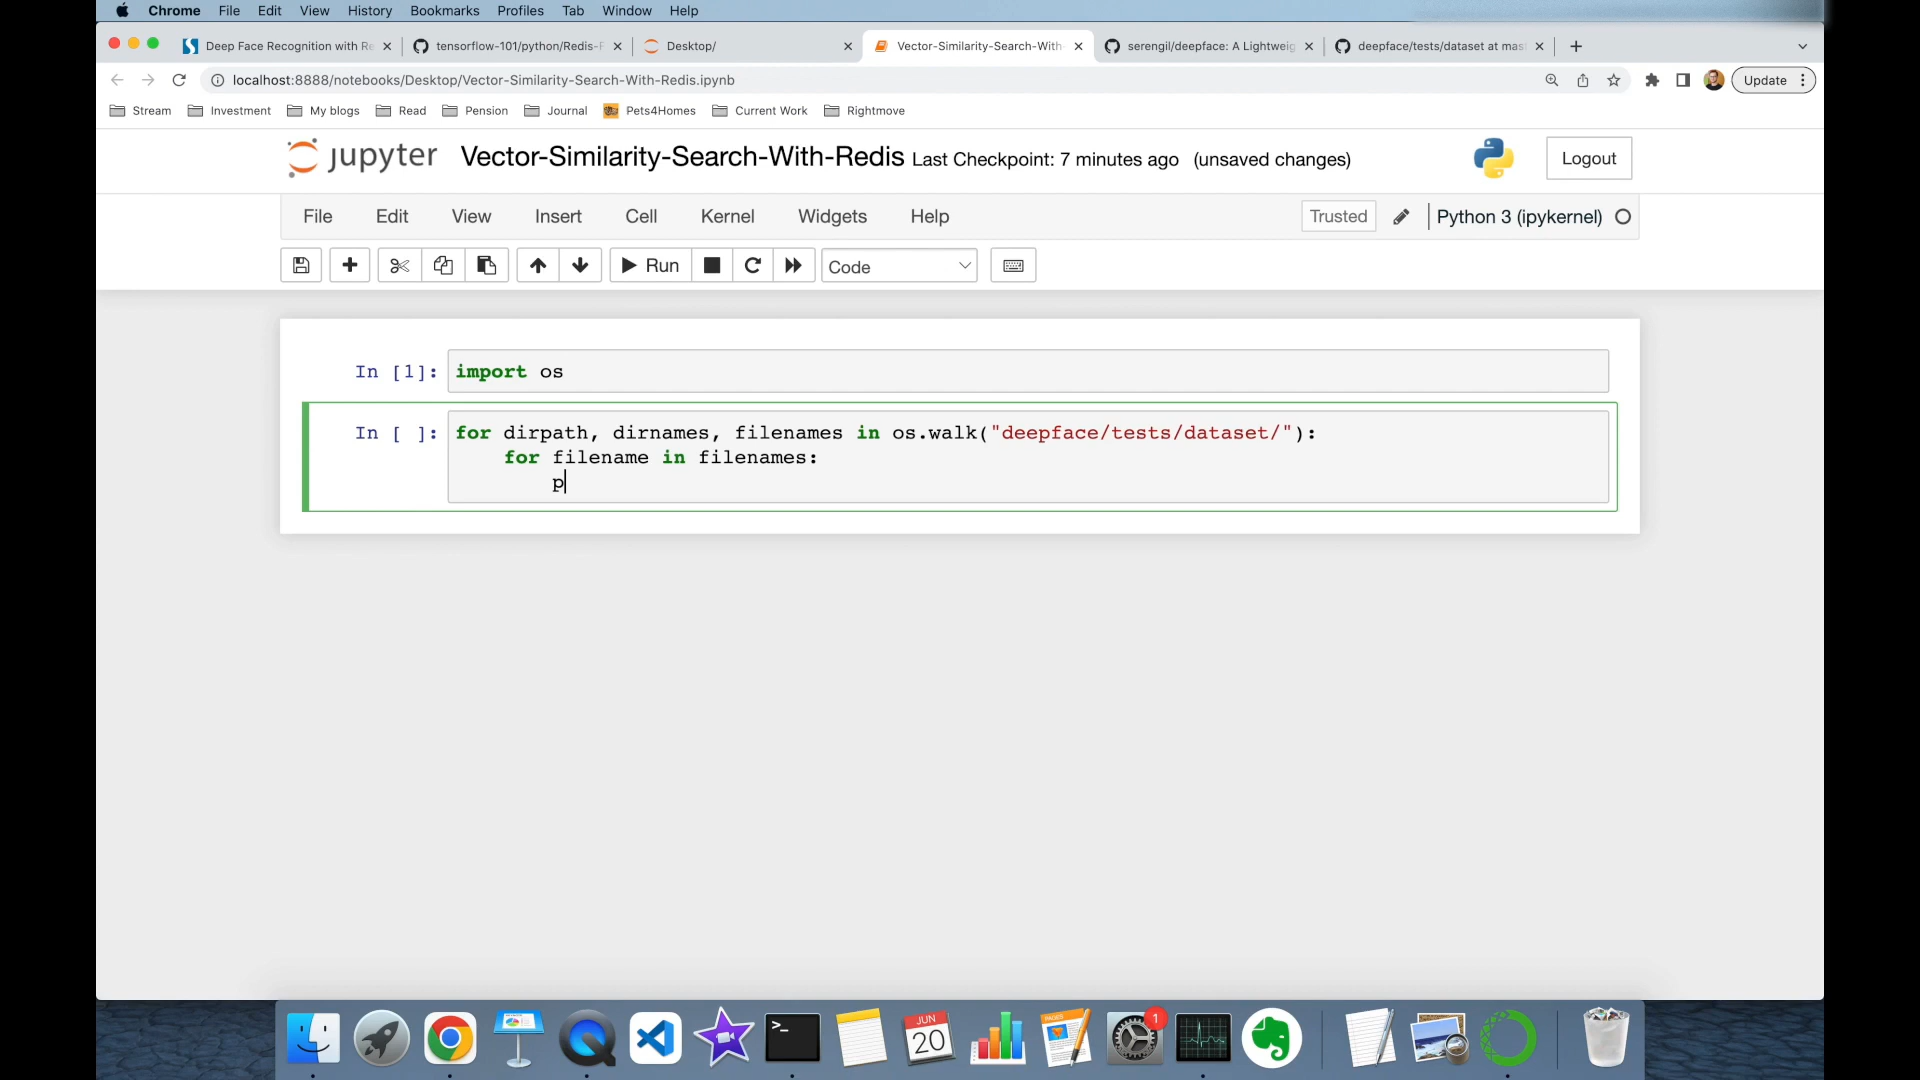 Chrome File Edit View History Bookmarks Profiles Tab Window Help
Deep Face Recognition with Re tensorflow-101/python/Redis-F Desktop/ Vector-Similarity-Search-With- serengil/deepface: A Lightweig deepface/tests/dataset at mast
localhost:8888/notebooks/Desktop/Vector-Similarity-Search-With-Redis.ipynb Update
Stream Investment My blogs Read Pension Journal Pets4Homes Current Work Rightmove
jupyter Vector-Similarity-Search-With-Redis Last Checkpoint: 7 minutes ago (unsaved changes) Logout
File Edit View Insert Cell Kernel Widgets Help Trusted Python 3 (ipykernel)
Run Code
In [1]: import os
In [ ]: for dirpath, dirnames, filenames in os.walk("deepface/tests/dataset/"):
for filename in filenames:
p
JUN
20
PAGES
1
>_